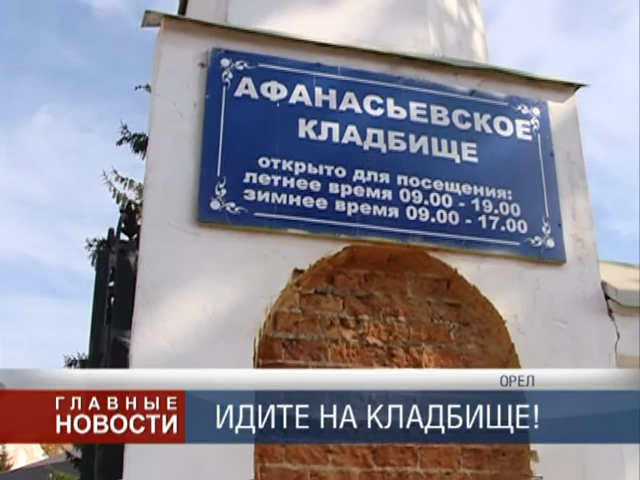 АФАНАСЬЕВСКОЕ
КЛАДБИЩЕ
открыто для посещения:
летнее время 09.00 - 19.00
зимнее время 09.00 - 17.00
ОРЕЛ
ГЛАВНЫЕ
НОВОСТИ
ИДИТЕ НА КЛАДБИЩЕ!